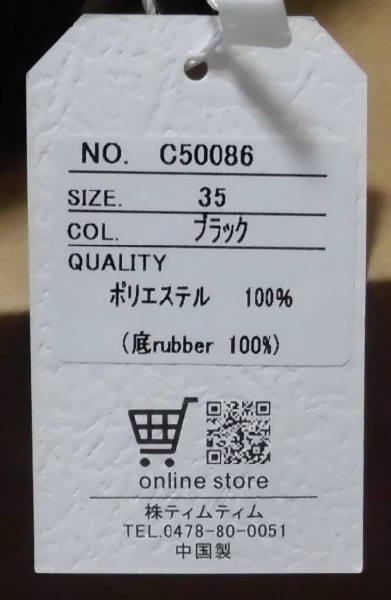 NO. C50086
SIZE. 35
COL. ブラック
QUALITY
ポリエステル 100%
(底rubber 100%)
online store
株ティムティム
TEL.0478-80-0051
中国製